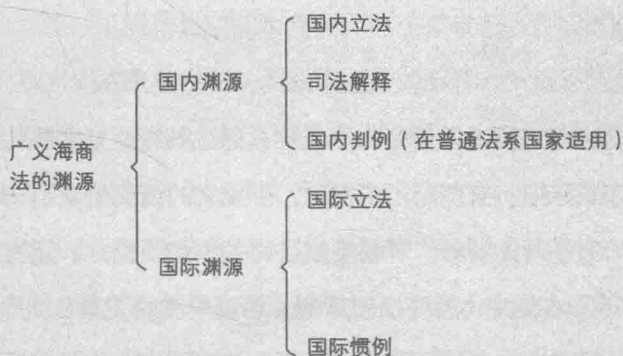 国内立法
国内渊源
司法解释
国内判例（在普通法系国家适用）
广义海商
法的渊源
国际立法
国际渊源
国际惯例